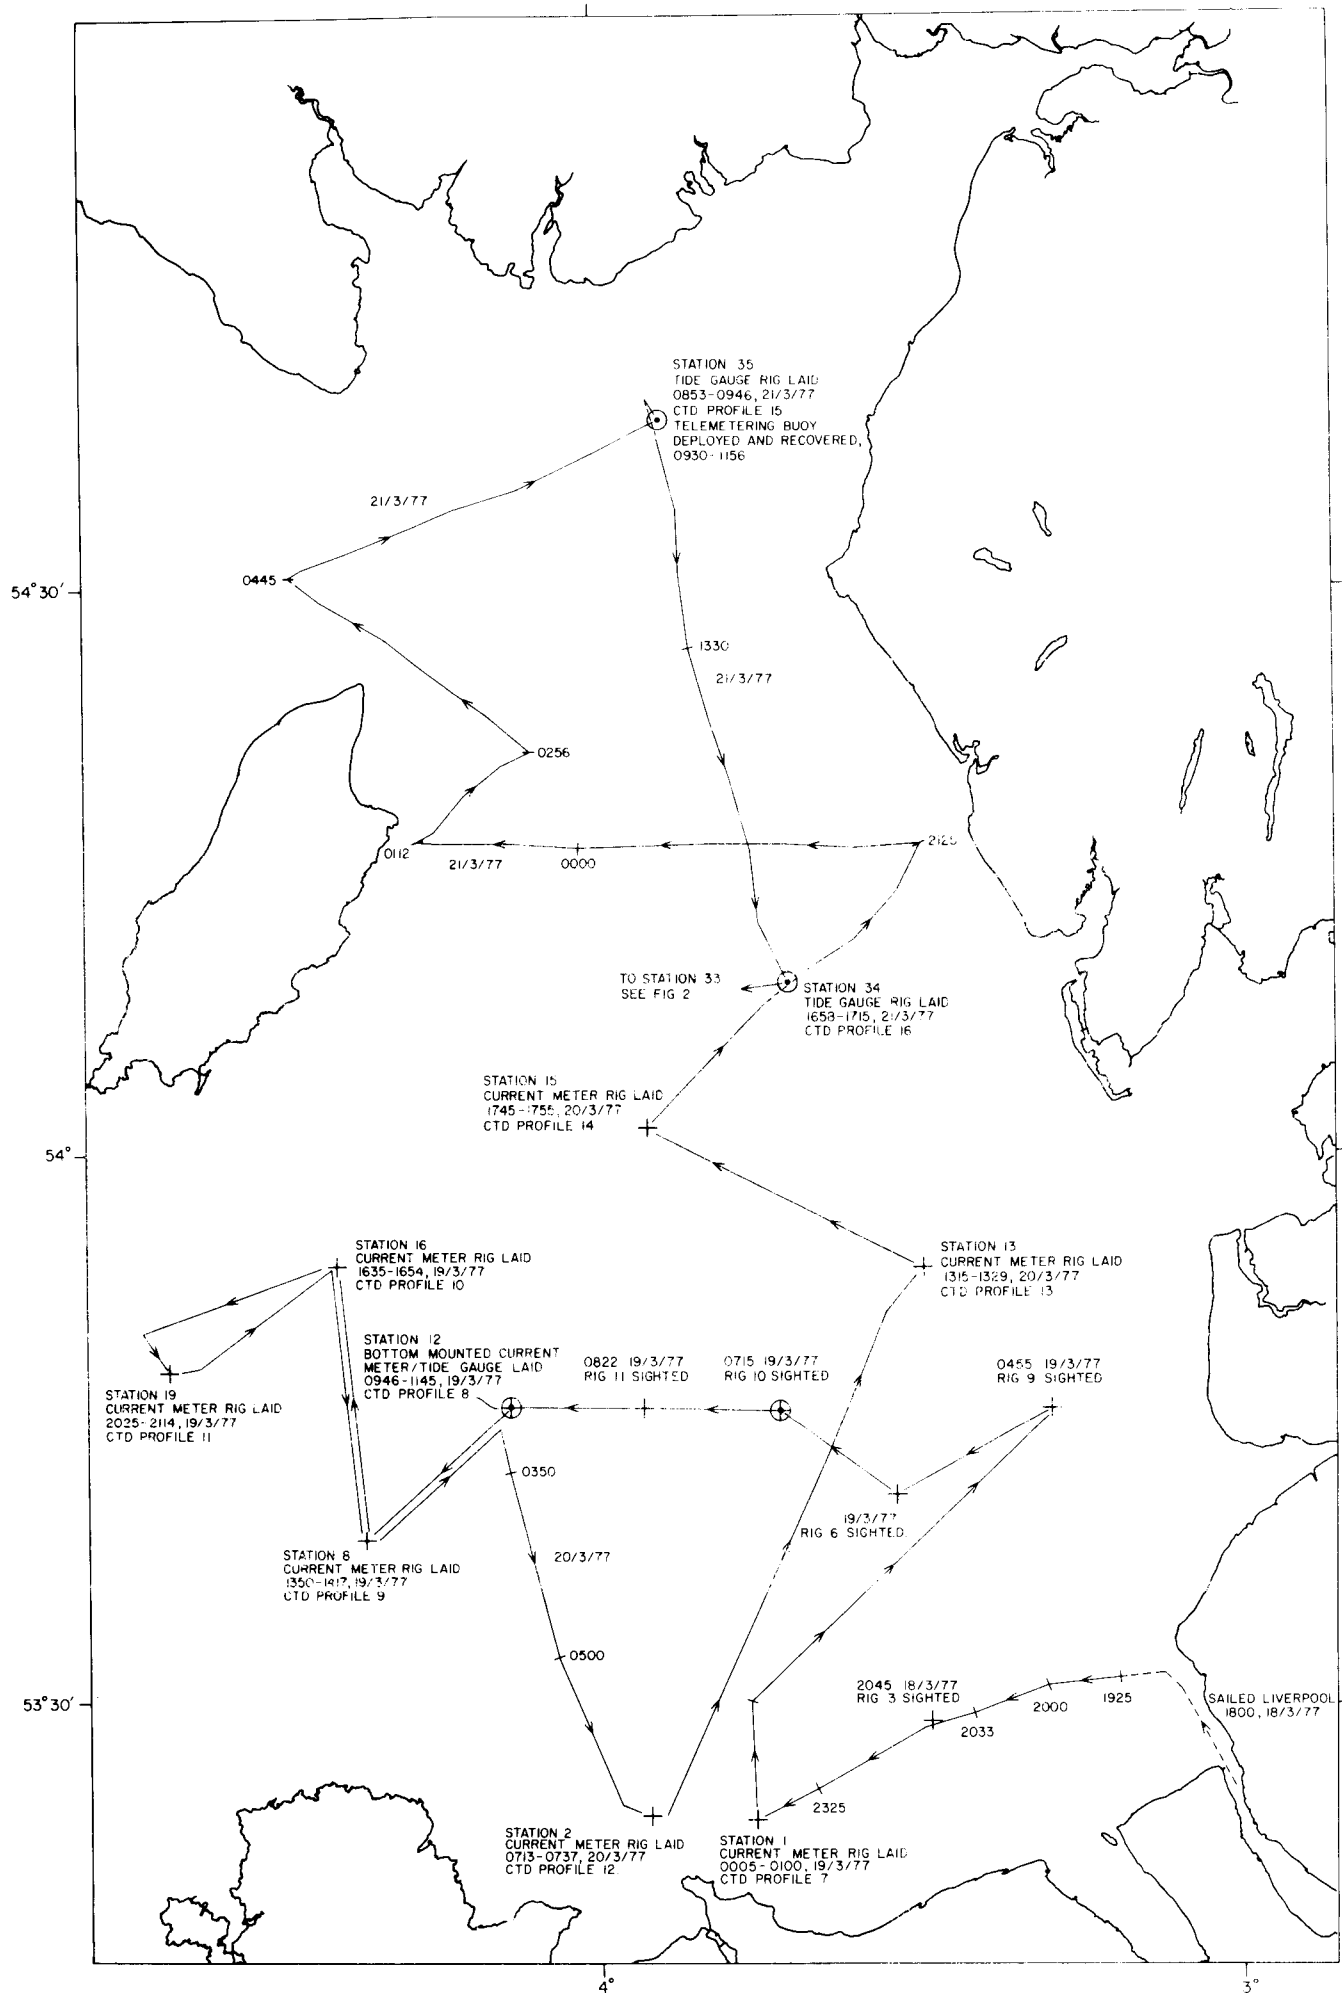 STATION 35
TIDE GAUGE RIG LAID
0853-0946, 21/3/77
CTD PROFILE 15
TELEMETERING BUOY
DEPLOYED AND RECOVERED,
0930-1156
21/3/77
0445
54°30'
1330
21/3/77
0256
0112
21/3/77
0000
2125
TO STATION 33
SEE FIG 2
STATION 34
TIDE GAUGE RIG LAID
1658-1715, 21/3/77
CTD PROFILE 16
STATION 15
CURRENT METER RIG LAID
1745-1755, 20/3/77
CTD PROFILE 14
54°
STATION 16
CURRENT METER RIG LAID
1635-1654, 19/3/77
CTD PROFILE 10
STATION 13
CURRENT METER RIG LAID
1315-1329, 20/3/77
CTD PROFILE 13
STATION 12
BOTTOM MOUNTED CURRENT
METER/TIDE GAUGE LAID
0946-1145, 19/3/77
CTD PROFILE 8
0822 19/3/77
RIG 11 SIGHTED
0715 19/3/77
RIG 10 SIGHTED
0455 19/3/77
RIG 9 SIGHTED
STATION 19
CURRENT METER RIG LAID
2025-2114, 19/3/77
CTD PROFILE 11
0350
19/3/77
RIG 6 SIGHTED
STATION 8
CURRENT METER RIG LAID
1350-1417, 19/3/77
CTD PROFILE 9
20/3/77
0500
53°30'
2045 18/3/77
RIG 3 SIGHTED
2033
2000
1925
SAILED LIVERPOOL
1800, 18/3/77
2325
STATION 2
CURRENT METER RIG LAID
0713-0737, 20/3/77
CTD PROFILE 12
STATION 1
CURRENT METER RIG LAID
0005-0100, 19/3/77
CTD PROFILE 7
4°
3°